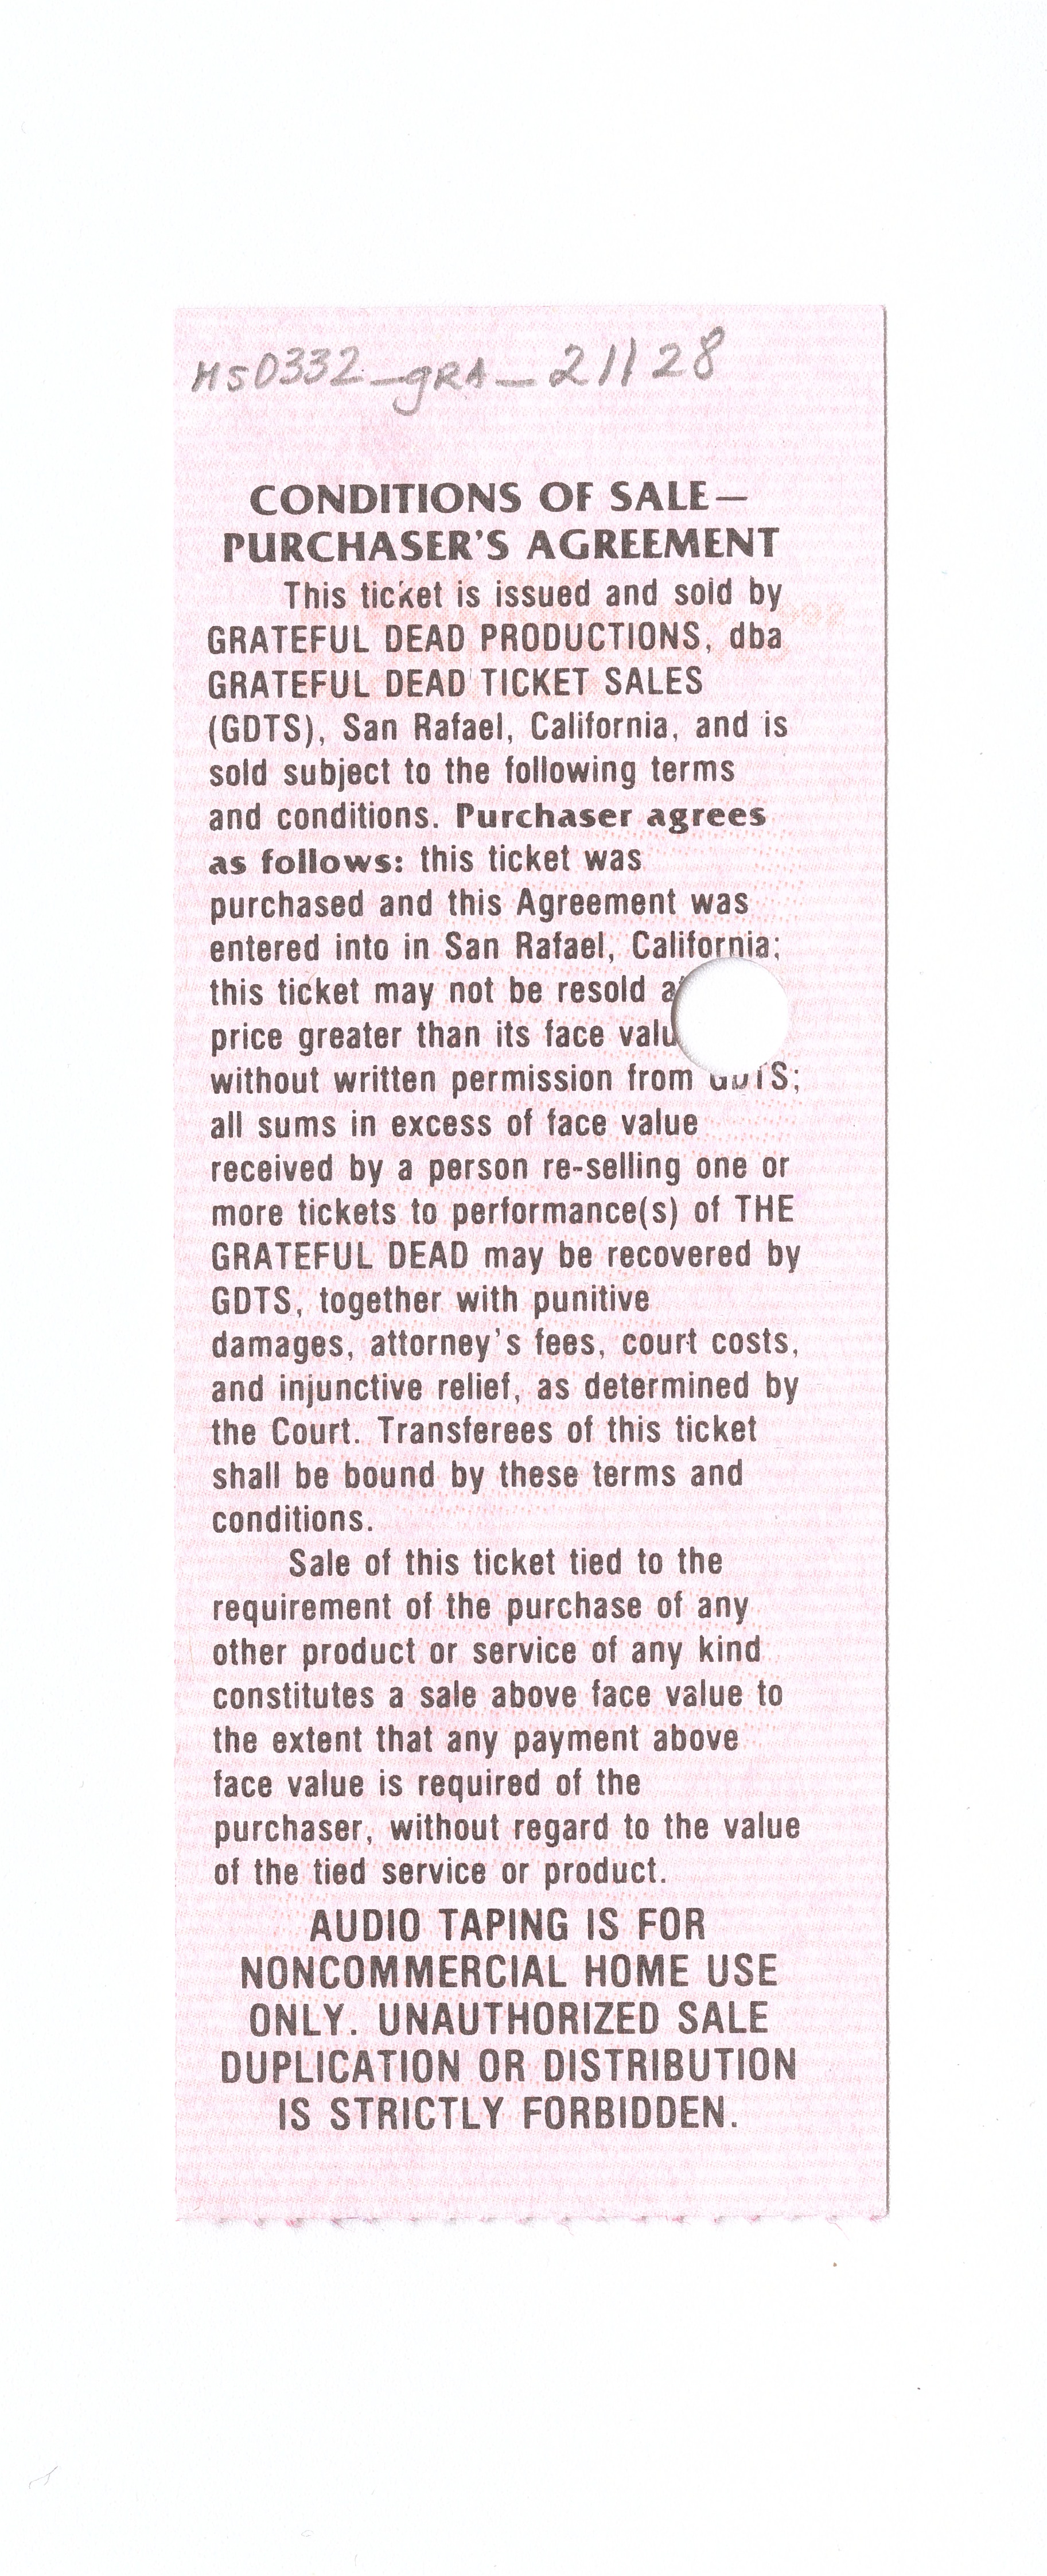 MS0332_gRA_21128
CONDITIONS OF SALE—
PURCHASER'S AGREEMENT
This ticket is issued and sold by
GRATEFUL DEAD PRODUCTIONS, dba
GRATEFUL DEAD TICKET SALES
(GDTS), San Rafael, California, and is
sold subject to the following terms
and conditions. Purchaser agrees
as follows: this ticket was
purchased and this Agreement was
entered into in San Rafael, California;
this ticket may not be resold
price greater than its face
without written permission from GDTS;
all sums in excess of face value
received by a person re-selling one or
more tickets to performance(s) of THE
GRATEFUL DEAD may be recovered by
GDTS, together with punitive
damages, attorney's fees, court costs,
and injunctive relief, as determined by
the Court. Transferees of this ticket
shall be bound by these terms and
conditions.
Sale of this ticket tied to the
requirement of the purchase of any
other product or service of any kind
constitutes a sale above face value to
the extent that any payment above
face value is required of the
purchaser, without regard to the value
of the tied service or product.
AUDIO TAPING IS FOR
NONCOMMERCIAL HOME USE
ONLY. UNAUTHORIZED SALE
DUPLICATION OR DISTRIBUTION
IS STRICTLY FORBIDDEN.